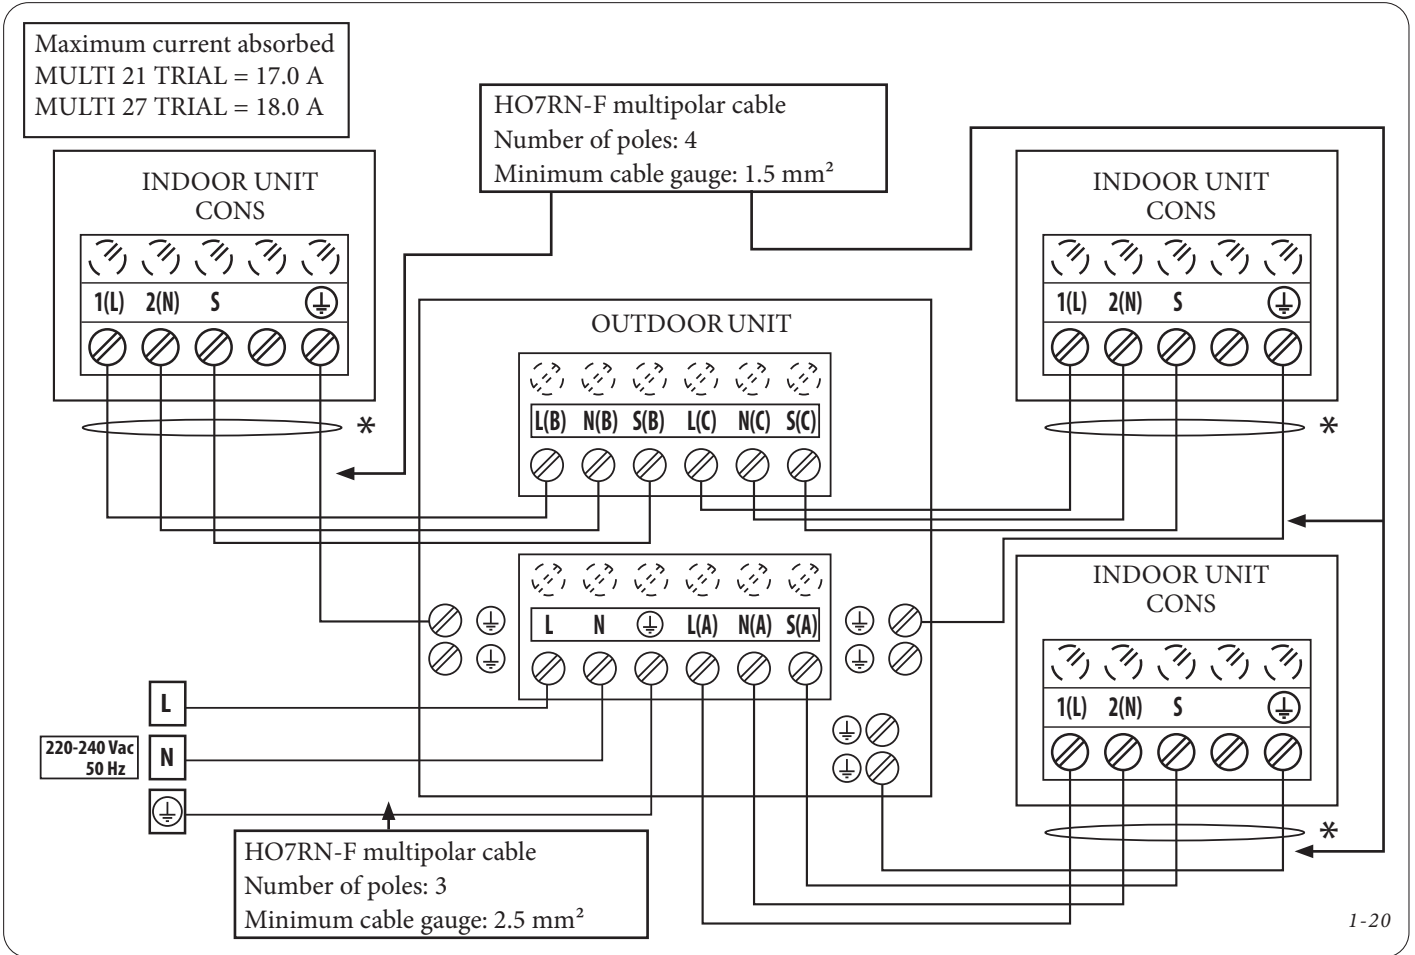 Maximum current absorbed
MULTI 21 TRIAL = 17.0 A
MULTI 27 TRIAL = 18.0 A
HO7RN-F multipolar cable
Number of poles: 4
Minimum cable gauge: 1.5 mm²
INDOOR UNIT
CONS
1(L) 2(N) S
*
INDOOR UNIT
CONS
1(L) 2(N) S
*
OUTDOOR UNIT
L(B) N(B) S(B) L(C) N(C) S(C)
L N L(A) N(A) S(A)
INDOOR UNIT
CONS
1(L) 2(N) S
*
L
220-240 Vac
50 Hz
N
HO7RN-F multipolar cable
Number of poles: 3
Minimum cable gauge: 2.5 mm²
1-20